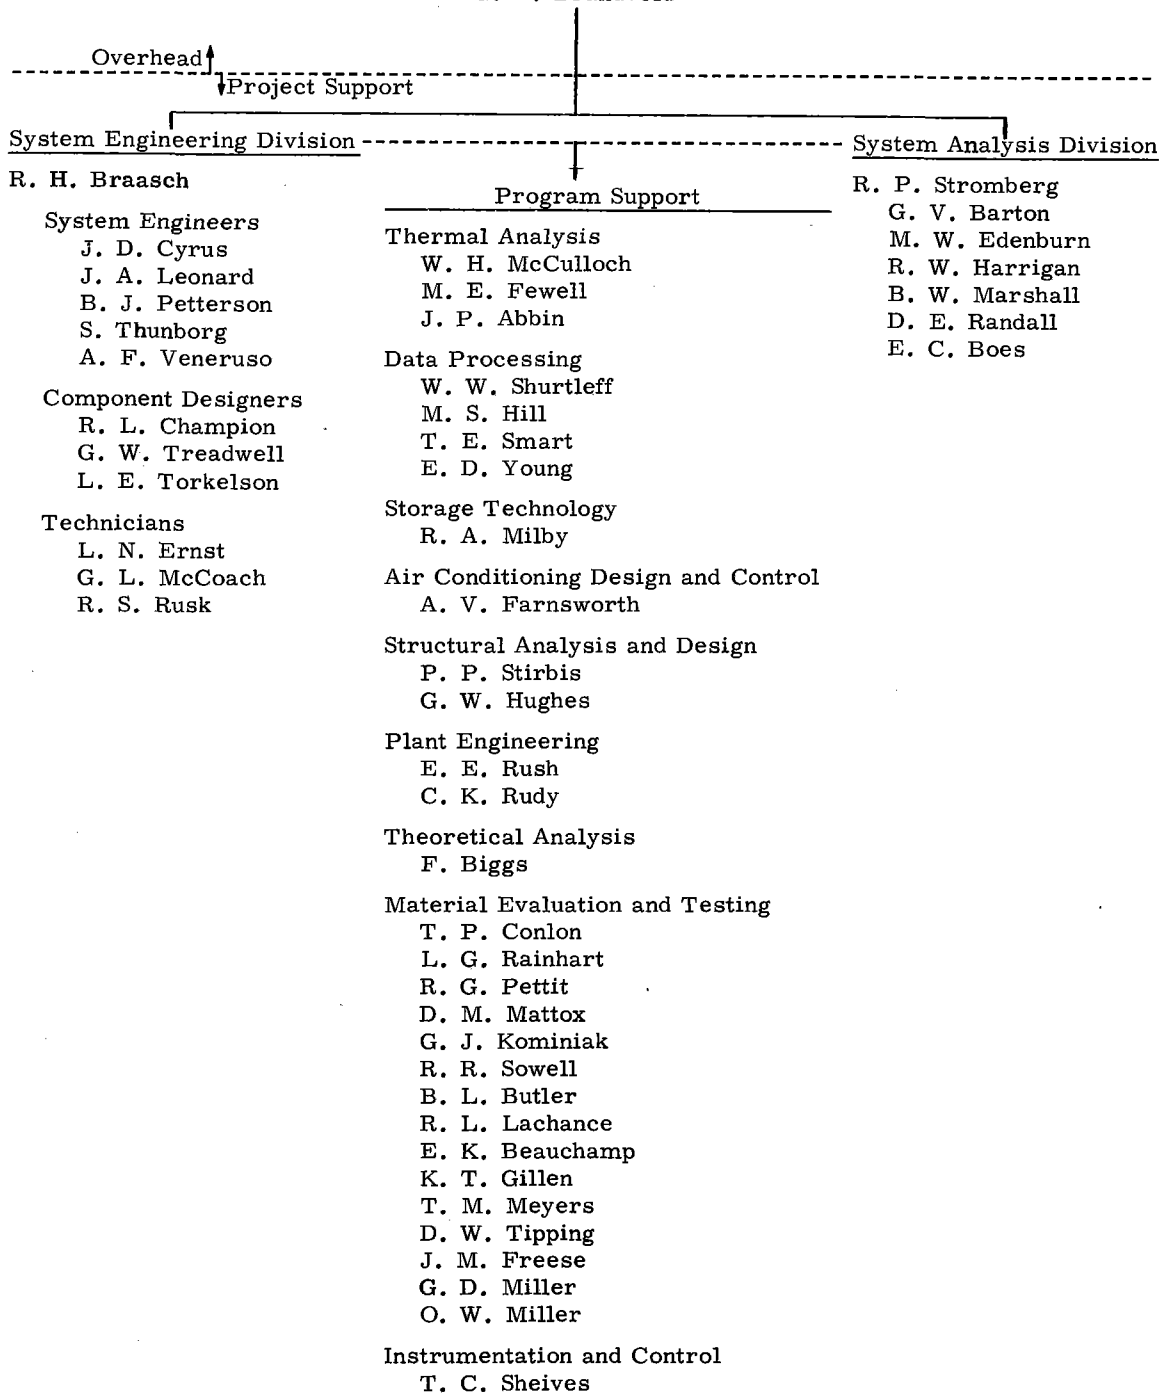 Overhead
Project Support
System Engineering Division
R. H. Braasch
System Engineers
J. D. Cyrus
J. A. Leonard
B. J. Petterson
S. Thunborg
A. F. Veneruso
Component Designers
R. L. Champion
G. W. Treadwell
L. E. Torkelson
Technicians
L. N. Ernst
G. L. McCoach
R. S. Rusk
Program Support
Thermal Analysis
W. H. McCulloch
M. E. Fewell
J. P. Abbin
Data Processing
W. W. Shurtleff
M. S. Hill
T. E. Smart
E. D. Young
Storage Technology
R. A. Milby
Air Conditioning Design and Control
A. V. Farnsworth
Structural Analysis and Design
P. P. Stirbis
G. W. Hughes
Plant Engineering
E. E. Rush
C. K. Rudy
Theoretical Analysis
F. Biggs
Material Evaluation and Testing
T. P. Conlon
L. G. Rainhart
R. G. Pettit
D. M. Mattox
G. J. Kominiak
R. R. Sowell
B. L. Butler
R. L. Lachance
E. K. Beauchamp
K. T. Gillen
T. M. Meyers
D. W. Tipping
J. M. Freese
G. D. Miller
O. W. Miller
Instrumentation and Control
T. C. Sheives
System Analysis Division
R. P. Stromberg
G. V. Barton
M. W. Edenburn
R. W. Harrigan
B. W. Marshall
D. E. Randall
E. C. Boes